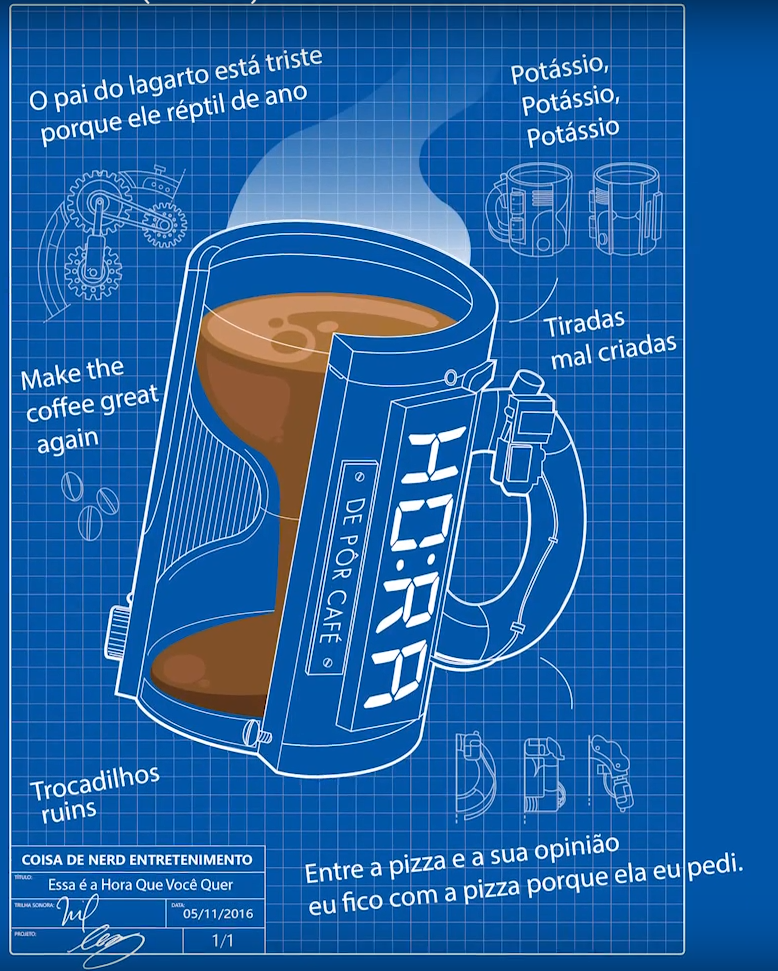 O pai do lagarto está triste
porque ele réptil de ano
Potássio,
Potássio,
Potássio
Tiradas
mal criadas
Make the
coffee great
again
HO:RA
DE PÔR CAFÉ
Trocadilhos
ruins
Entre a pizza e a sua opinião
eu fico com a pizza porque ela eu pedi.
COISA DE NERD ENTRETENIMENTO
TÍTULO:
Essa é a Hora Que Você Quer
TRILHA SONORA:
DATA:
05/11/2016
PROJETO:
1/1